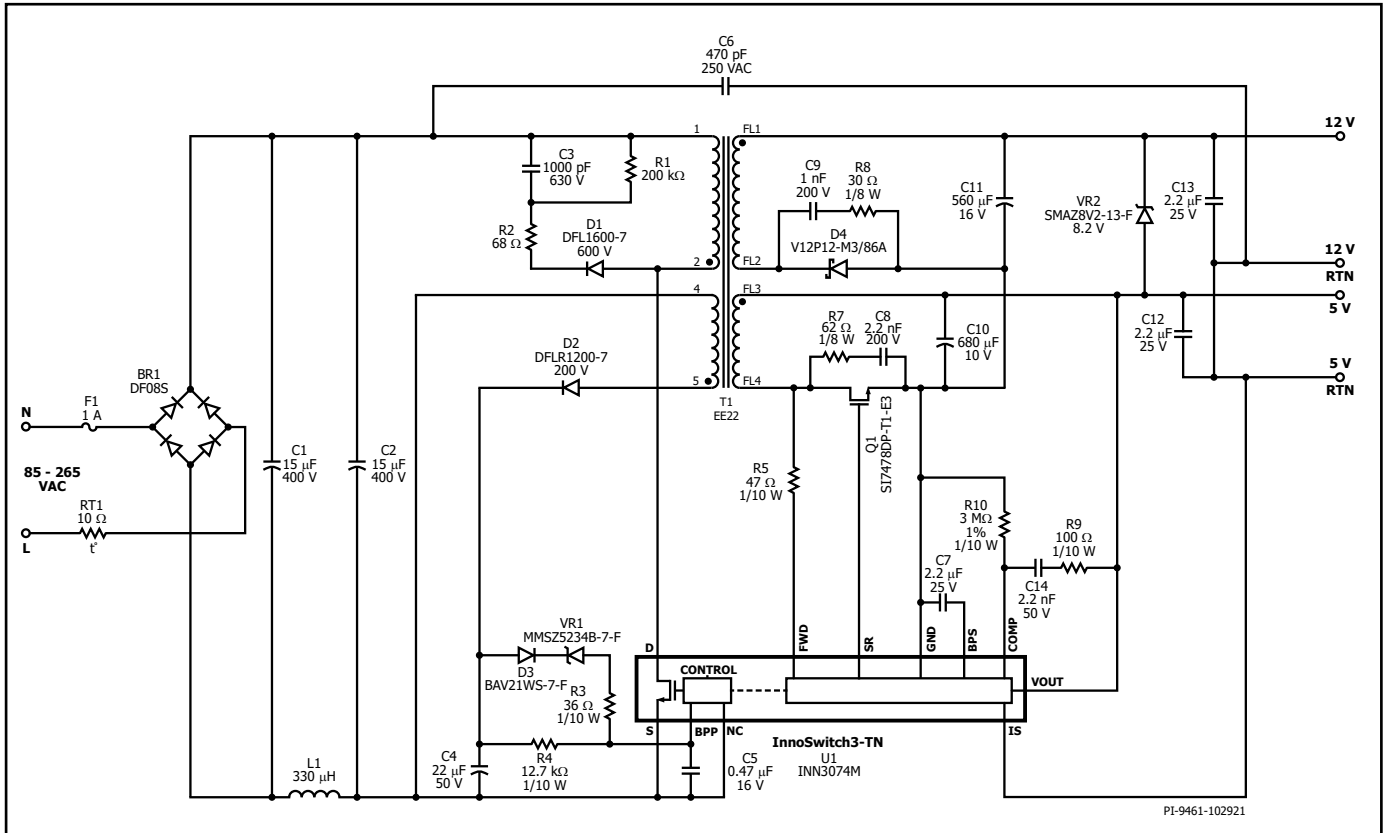 C6
470 pF
250 VAC
1
FL1
12 V
C3
1000 pF
630 V
R1
200 kΩ
C9
1 nF
200 V
R8
30 Ω
1/8 W
C11
560 μF
16 V
VR2
SMAZ8V2-13-F
8.2 V
C13
2.2 μF
25 V
R2
68 Ω
D1
DFL1600-7
600 V
D4
V12P12-M3/86A
2
FL2
12 V
RTN
4
FL3
5 V
D2
DFLR1200-7
200 V
R7
62 Ω
1/8 W
C8
2.2 nF
200 V
C10
680 μF
10 V
C12
2.2 μF
25 V
5
FL4
T1
EE22
5 V
RTN
BR1
DF08S
N
F1
1 A
Q1
SI7478DP-T1-E3
C1
15 μF
400 V
C2
15 μF
400 V
85 - 265
VAC
R5
47 Ω
1/10 W
RT1
10 Ω
L
t°
R10
3 MΩ
1%
1/10 W
R9
100 Ω
1/10 W
C7
2.2 μF
25 V
C14
2.2 nF
50 V
VR1
MMSZ5234B-7-F
D3
BAV21WS-7-F
D
FWD
SR
GND
BPS
COMP
CONTROL
VOUT
R3
36 Ω
1/10 W
S
BPP
NC
IS
InnoSwitch3-TN
U1
INN3074M
L1
330 μH
C4
22 μF
50 V
R4
12.7 kΩ
1/10 W
C5
0.47 μF
16 V
PI-9461-102921